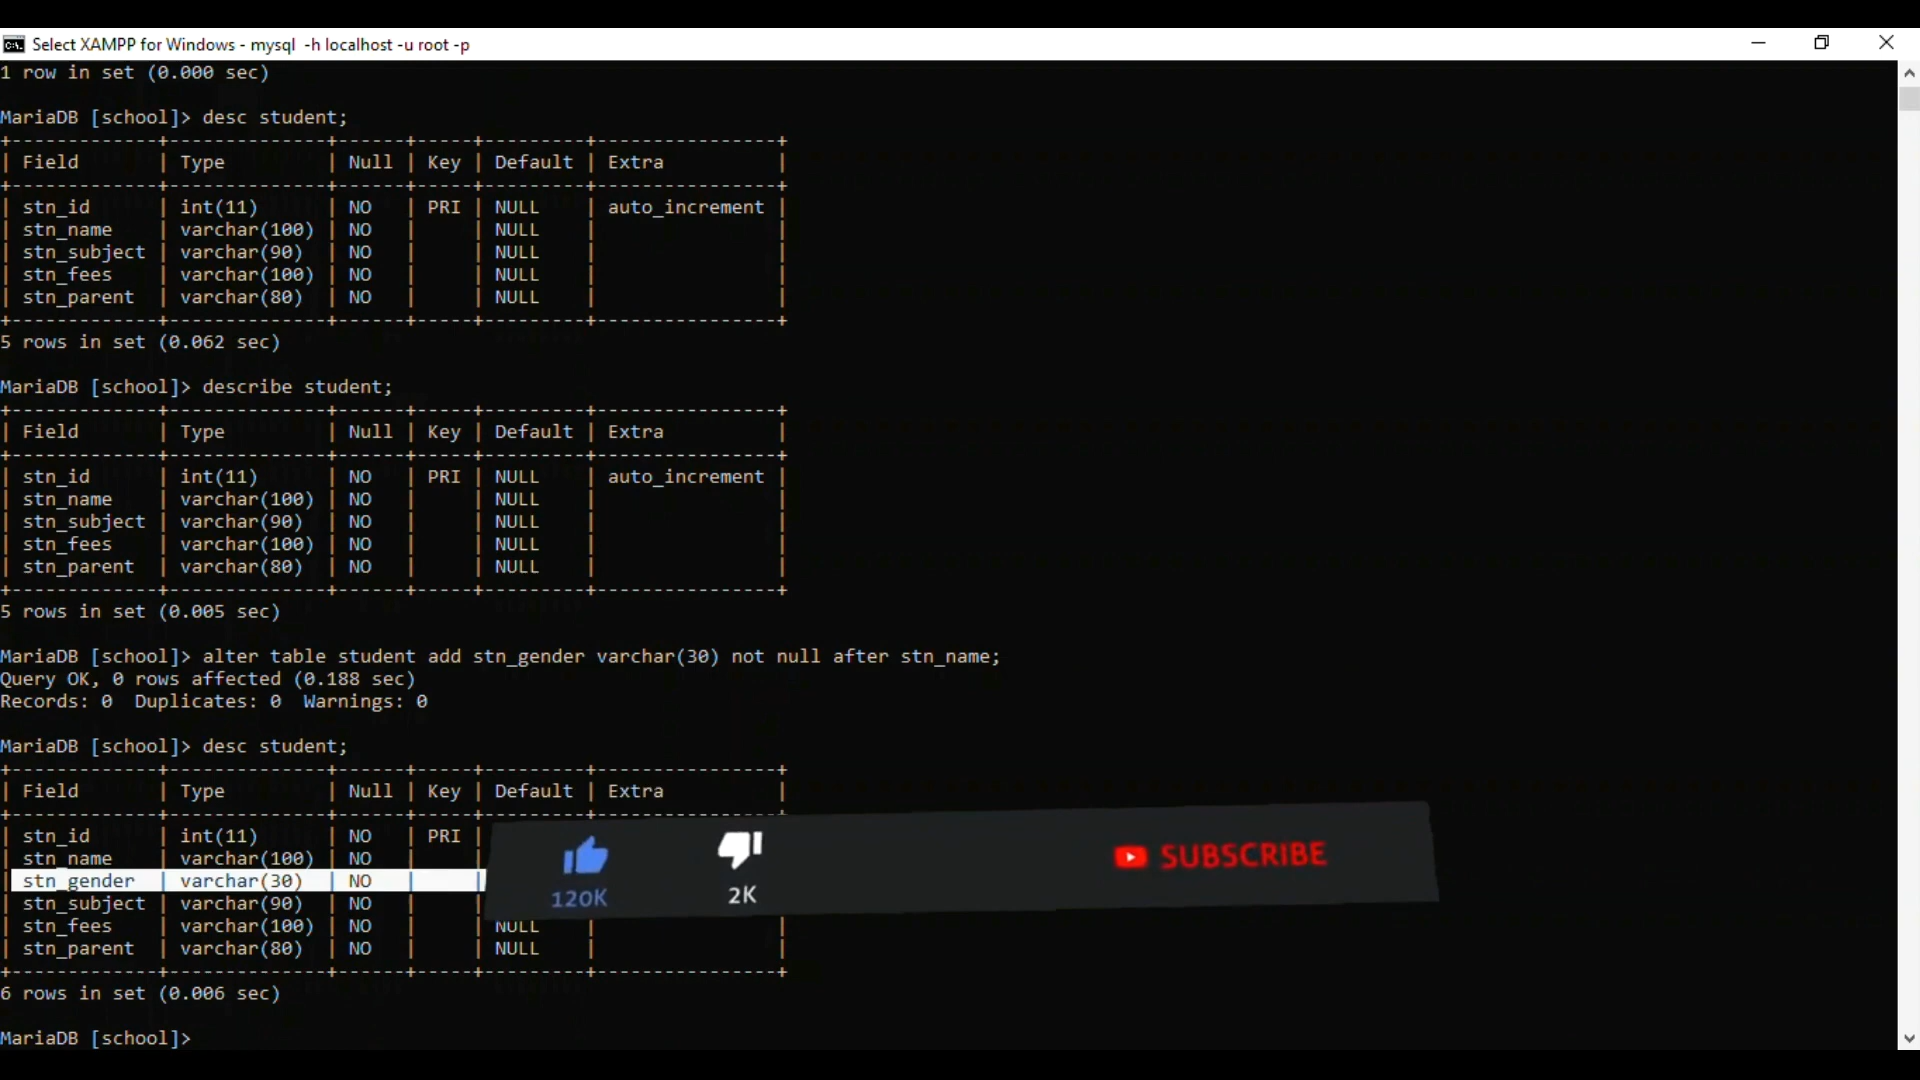 Select XAMPP for Windows - mysql -h localhost -u root -p
1 row in set (0.000 sec)
MariaDB [school]> desc student;
+-------------+--------------+------+-----+---------+----------------+
| Field       | Type         | Null | Key | Default | Extra          |
+-------------+--------------+------+-----+---------+----------------+
| stn_id      | int(11)      | NO   | PRI | NULL    | auto_increment |
| stn_name    | varchar(100) | NO   |     | NULL    |                |
| stn_subject | varchar(90)  | NO   |     | NULL    |                |
| stn_fees    | varchar(100) | NO   |     | NULL    |                |
| stn_parent  | varchar(80)  | NO   |     | NULL    |                |
+-------------+--------------+------+-----+---------+----------------+
5 rows in set (0.062 sec)
MariaDB [school]> describe student;
+-------------+--------------+------+-----+---------+----------------+
| Field       | Type         | Null | Key | Default | Extra          |
+-------------+--------------+------+-----+---------+----------------+
| stn_id      | int(11)      | NO   | PRI | NULL    | auto_increment |
| stn_name    | varchar(100) | NO   |     | NULL    |                |
| stn_subject | varchar(90)  | NO   |     | NULL    |                |
| stn_fees    | varchar(100) | NO   |     | NULL    |                |
| stn_parent  | varchar(80)  | NO   |     | NULL    |                |
+-------------+--------------+------+-----+---------+----------------+
5 rows in set (0.005 sec)
MariaDB [school]> alter table student add stn_gender varchar(30) not null after stn_name;
Query OK, 0 rows affected (0.188 sec)
Records: 0  Duplicates: 0  Warnings: 0
MariaDB [school]> desc student;
+-------------+--------------+------+-----+---------+----------------+
| Field       | Type         | Null | Key | Default | Extra          |
+-------------+--------------+------+-----+---------+----------------+
| stn_id      | int(11)      | NO   | PRI |
| stn_name    | varchar(100) | NO   |
| stn_gender  | varchar(30)  | NO   |     |
| stn_subject | varchar(90)  | NO   |
| stn_fees    | varchar(100) | NO   |     | NULL    |                |
| stn_parent  | varchar(80)  | NO   |     | NULL    |                |
+-------------+--------------+------+-----+---------+----------------+
6 rows in set (0.006 sec)
MariaDB [school]>
120K
2K
SUBSCRIBE